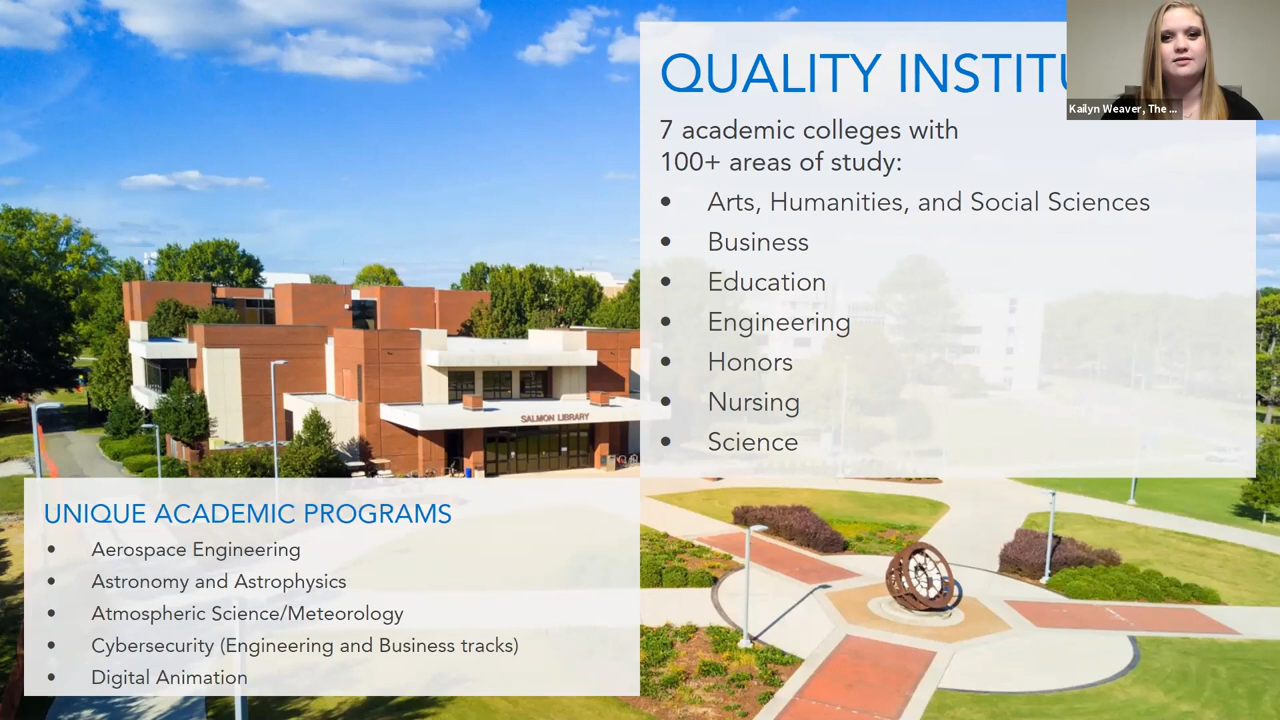 QUALITY INSTITU
Kailyn Weaver, The ...
7 academic colleges with
100+ areas of study:
• Arts, Humanities, and Social Sciences
• Business
• Education
• Engineering
• Honors
• Nursing
• Science
SALMON LIBRARY
UNIQUE ACADEMIC PROGRAMS
• Aerospace Engineering
• Astronomy and Astrophysics
• Atmospheric Science/Meteorology
• Cybersecurity (Engineering and Business tracks)
• Digital Animation